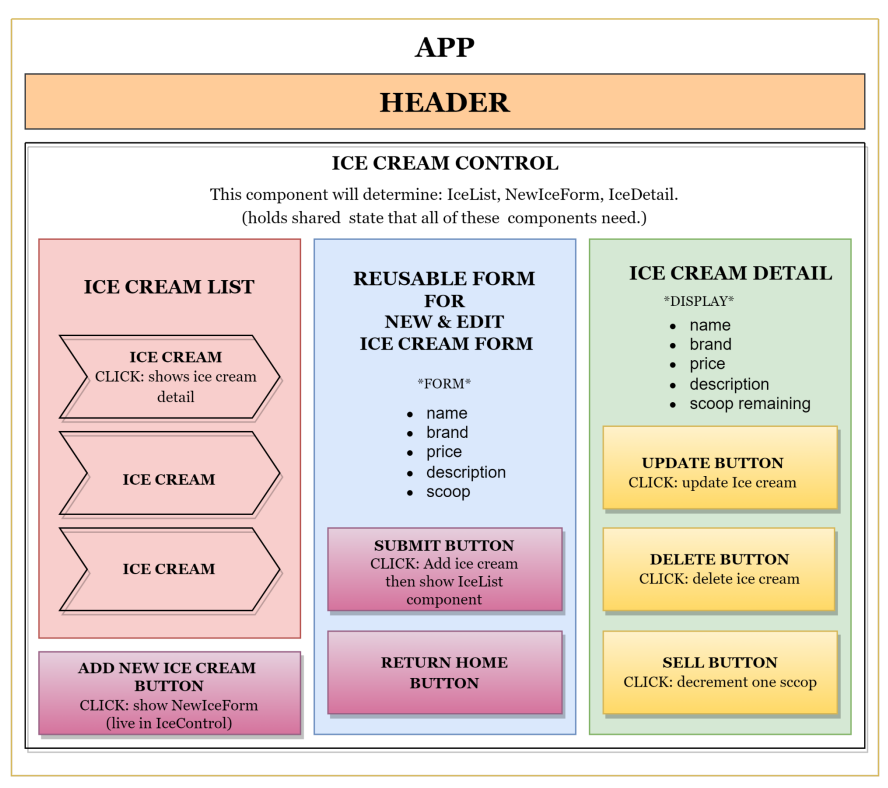 APP
HEADER
ICE CREAM CONTROL
This component will determine: IceList, NewIceForm, IceDetail.
(holds shared state that all of these components need.)
ICE CREAM LIST
ICE CREAM
CLICK: shows ice cream
detail
ICE CREAM
ICE CREAM
ADD NEW ICE CREAM
BUTTON
CLICK: show NewIceForm
(live in IceControl)
REUSABLE FORM
FOR
NEW & EDIT
ICE CREAM FORM
*FORM*
• name
• brand
• price
• description
• scoop
SUBMIT BUTTON
CLICK: Add ice cream
then show IceList
component
RETURN HOME
BUTTON
ICE CREAM DETAIL
*DISPLAY*
• name
• brand
• price
• description
• scoop remaining
UPDATE BUTTON
CLICK: update Ice cream
DELETE BUTTON
CLICK: delete ice cream
SELL BUTTON
CLICK: decrement one sccop